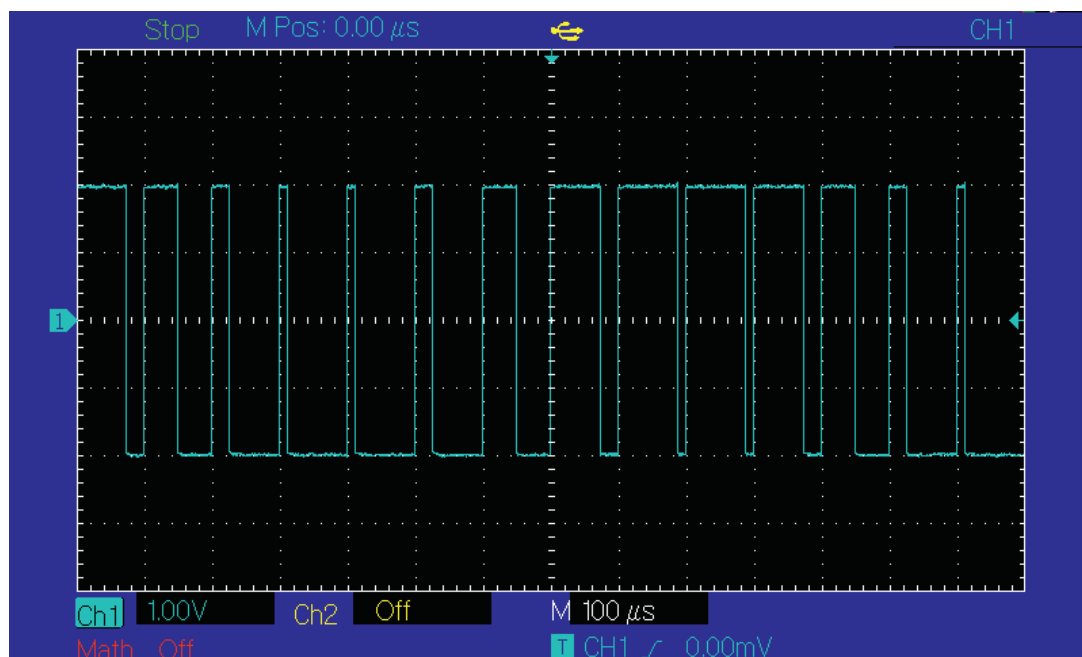 Stop M Pos: 0.00 μs CH1
1
Ch1 1.00V Ch2 Off M 100 μs
Math Off T CH1 0.00mV